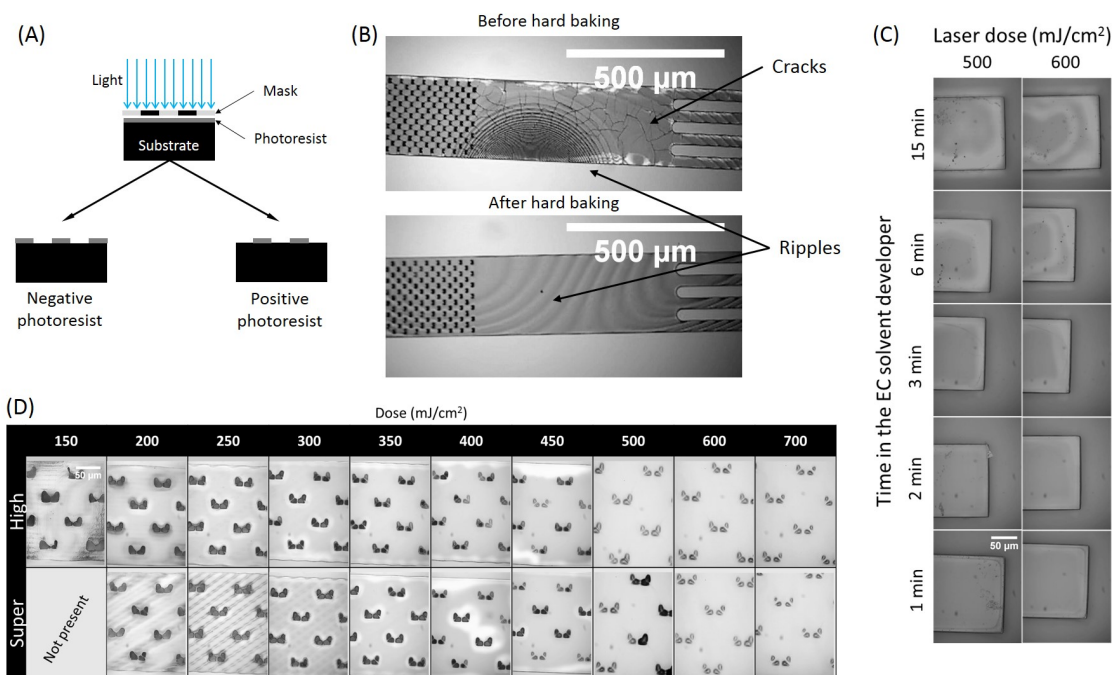 (A)
Light
Mask
Photoresist
Substrate
Negative
photoresist
Positive
photoresist
(B)
Before hard baking
500 µm
Cracks
After hard baking
500 µm
Ripples
(C)
Laser dose (mJ/cm²)
500 600
Time in the EC solvent developer
15 min
6 min
3 min
2 min
1 min
50 µm
(D)
Dose (mJ/cm²)
150 200 250 300 350 400 450 500 600 700
High
50 µm
Super
Not present